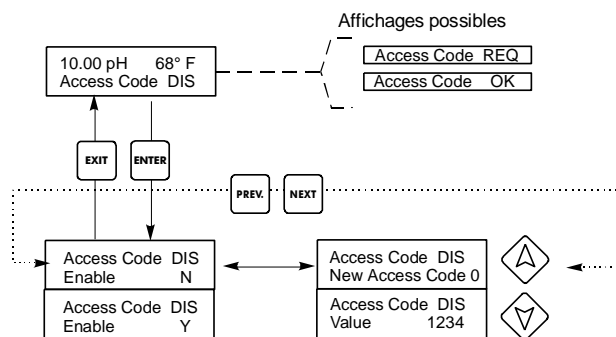 Affichages possibles
10.00 pH 68° F
Access Code DIS
Access Code REQ
Access Code OK
EXIT
ENTER
PREV.
NEXT
Access Code DIS
Enable N
Access Code DIS
New Access Code 0
Access Code DIS
Enable Y
Access Code DIS
Value 1234